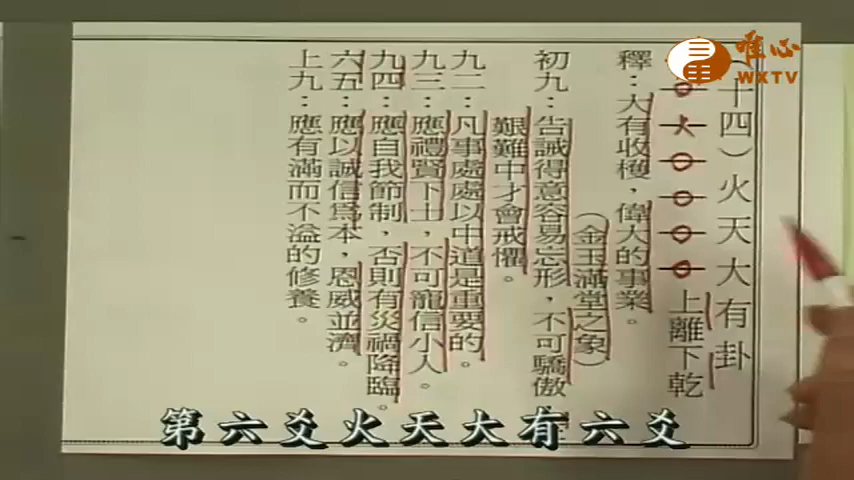 唯心
WXTV
（十四）火天大有卦
上離下乾
釋：大有收穫，偉大的事業。
（金玉滿堂之象）
初九：告誡得意容易忘形，不可驕傲，
艱難中才會戒懼。
九二：凡事處處以中道是重要的。
九三：應禮賢下士，不可寵信小人。
九四：應自我節制，否則有災禍降臨。
六五：應以誠信為本，恩威並濟。
上九：應有滿而不溢的修養。
第六爻火天大有六爻